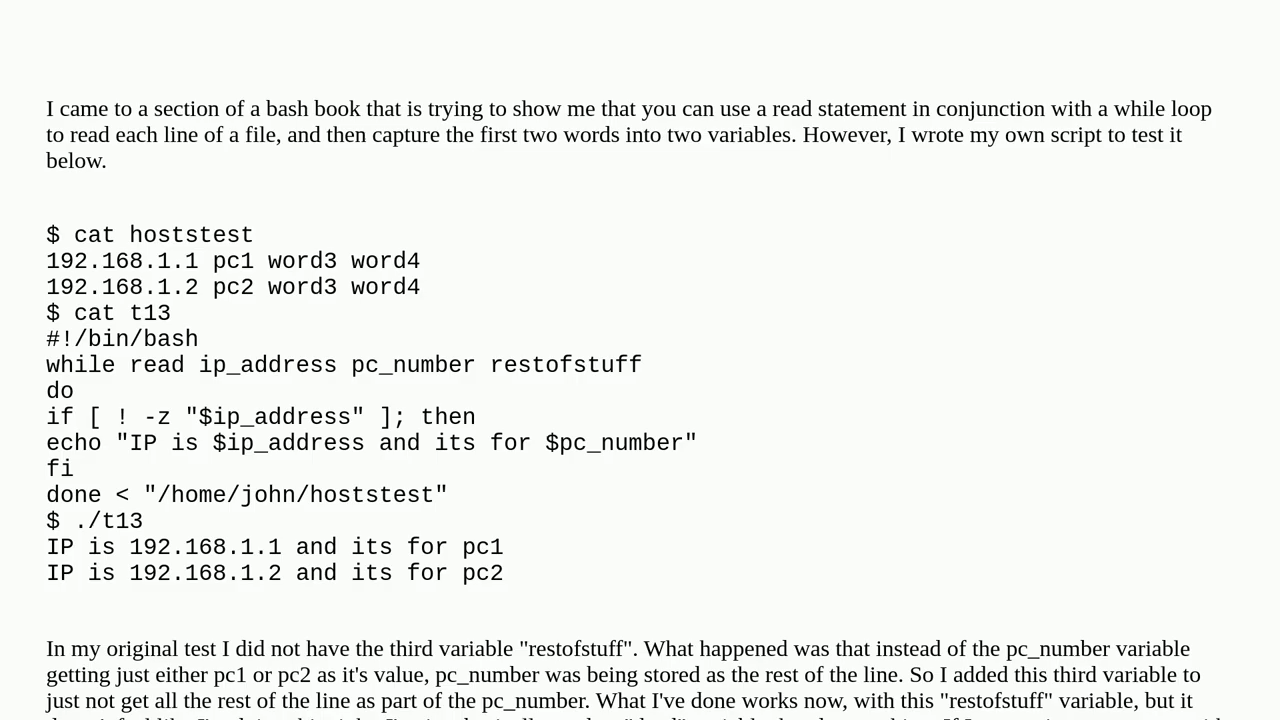 I came to a section of a bash book that is trying to show me that you can use a read statement in conjunction with a while loop
to read each line of a file, and then capture the first two words into two variables. However, I wrote my own script to test it
below.
$ cat hoststest
192.168.1.1 pc1 word3 word4
192.168.1.2 pc2 word3 word4
$ cat t13
#!/bin/bash
while read ip_address pc_number restofstuff
do
if [ ! -z "$ip_address" ]; then
echo "IP is $ip_address and its for $pc_number"
fi
done < "/home/john/hoststest"
$ ./t13
IP is 192.168.1.1 and its for pc1
IP is 192.168.1.2 and its for pc2
In my original test I did not have the third variable "restofstuff". What happened was that instead of the pc_number variable
getting just either pc1 or pc2 as it's value, pc_number was being stored as the rest of the line. So I added this third variable to
just not get all the rest of the line as part of the pc_number. What I've done works now, with this "restofstuff" variable, but it